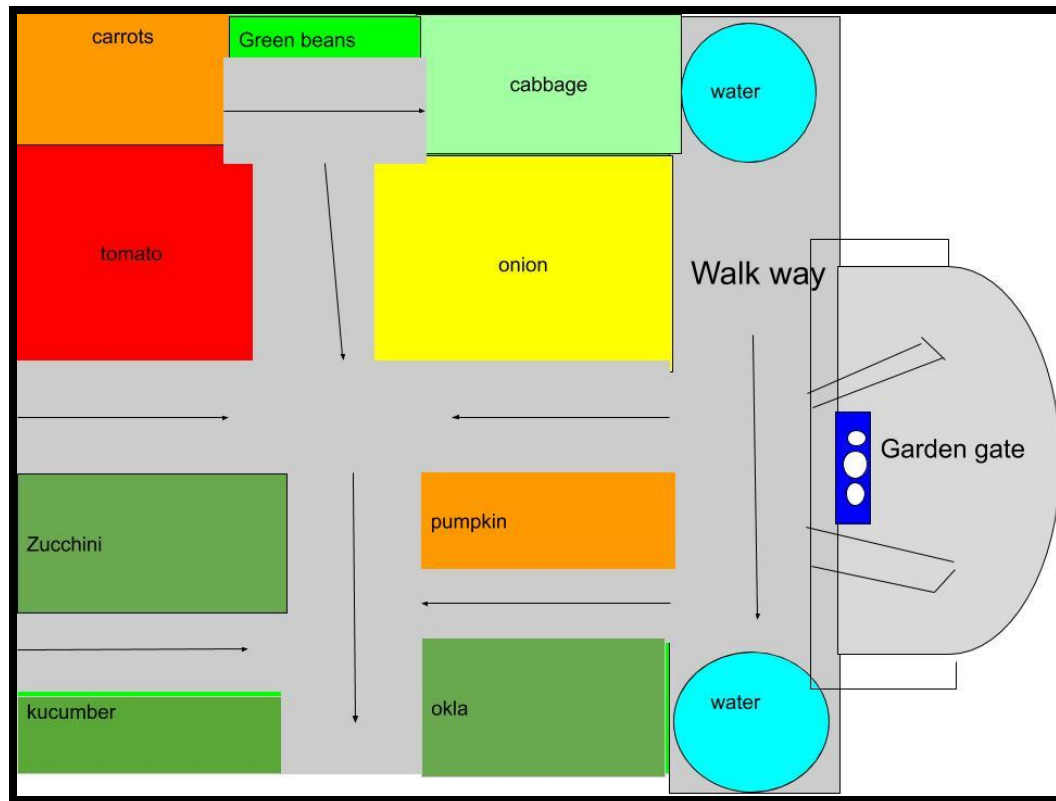 carrots
Green beans
cabbage
water
tomato
onion
Walk way
Garden gate
Zucchini
pumpkin
kucumber
okla
water